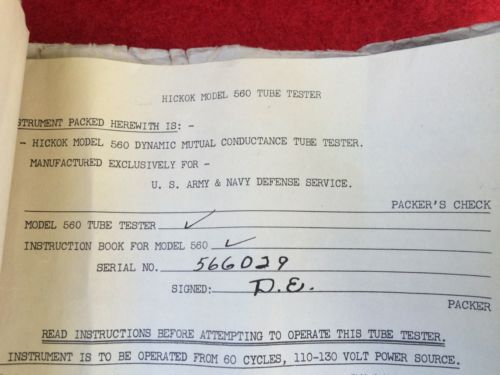 HICKOK MODEL 560 TUBE TESTER
STRUMENT PACKED HEREWITH IS: -
- HICKOK MODEL 560 DYNAMIC MUTUAL CONDUCTANCE TUBE TESTER.
MANUFACTURED EXCLUSIVELY FOR -
U. S. ARMY & NAVY DEFENSE SERVICE.
PACKER'S CHECK
MODEL 560 TUBE TESTER ✓
INSTRUCTION BOOK FOR MODEL 560 ✓
SERIAL NO. 566029
SIGNED: D.E.
PACKER
READ INSTRUCTIONS BEFORE ATTEMPTING TO OPERATE THIS TUBE TESTER.
INSTRUMENT IS TO BE OPERATED FROM 60 CYCLES, 110-130 VOLT POWER SOURCE.